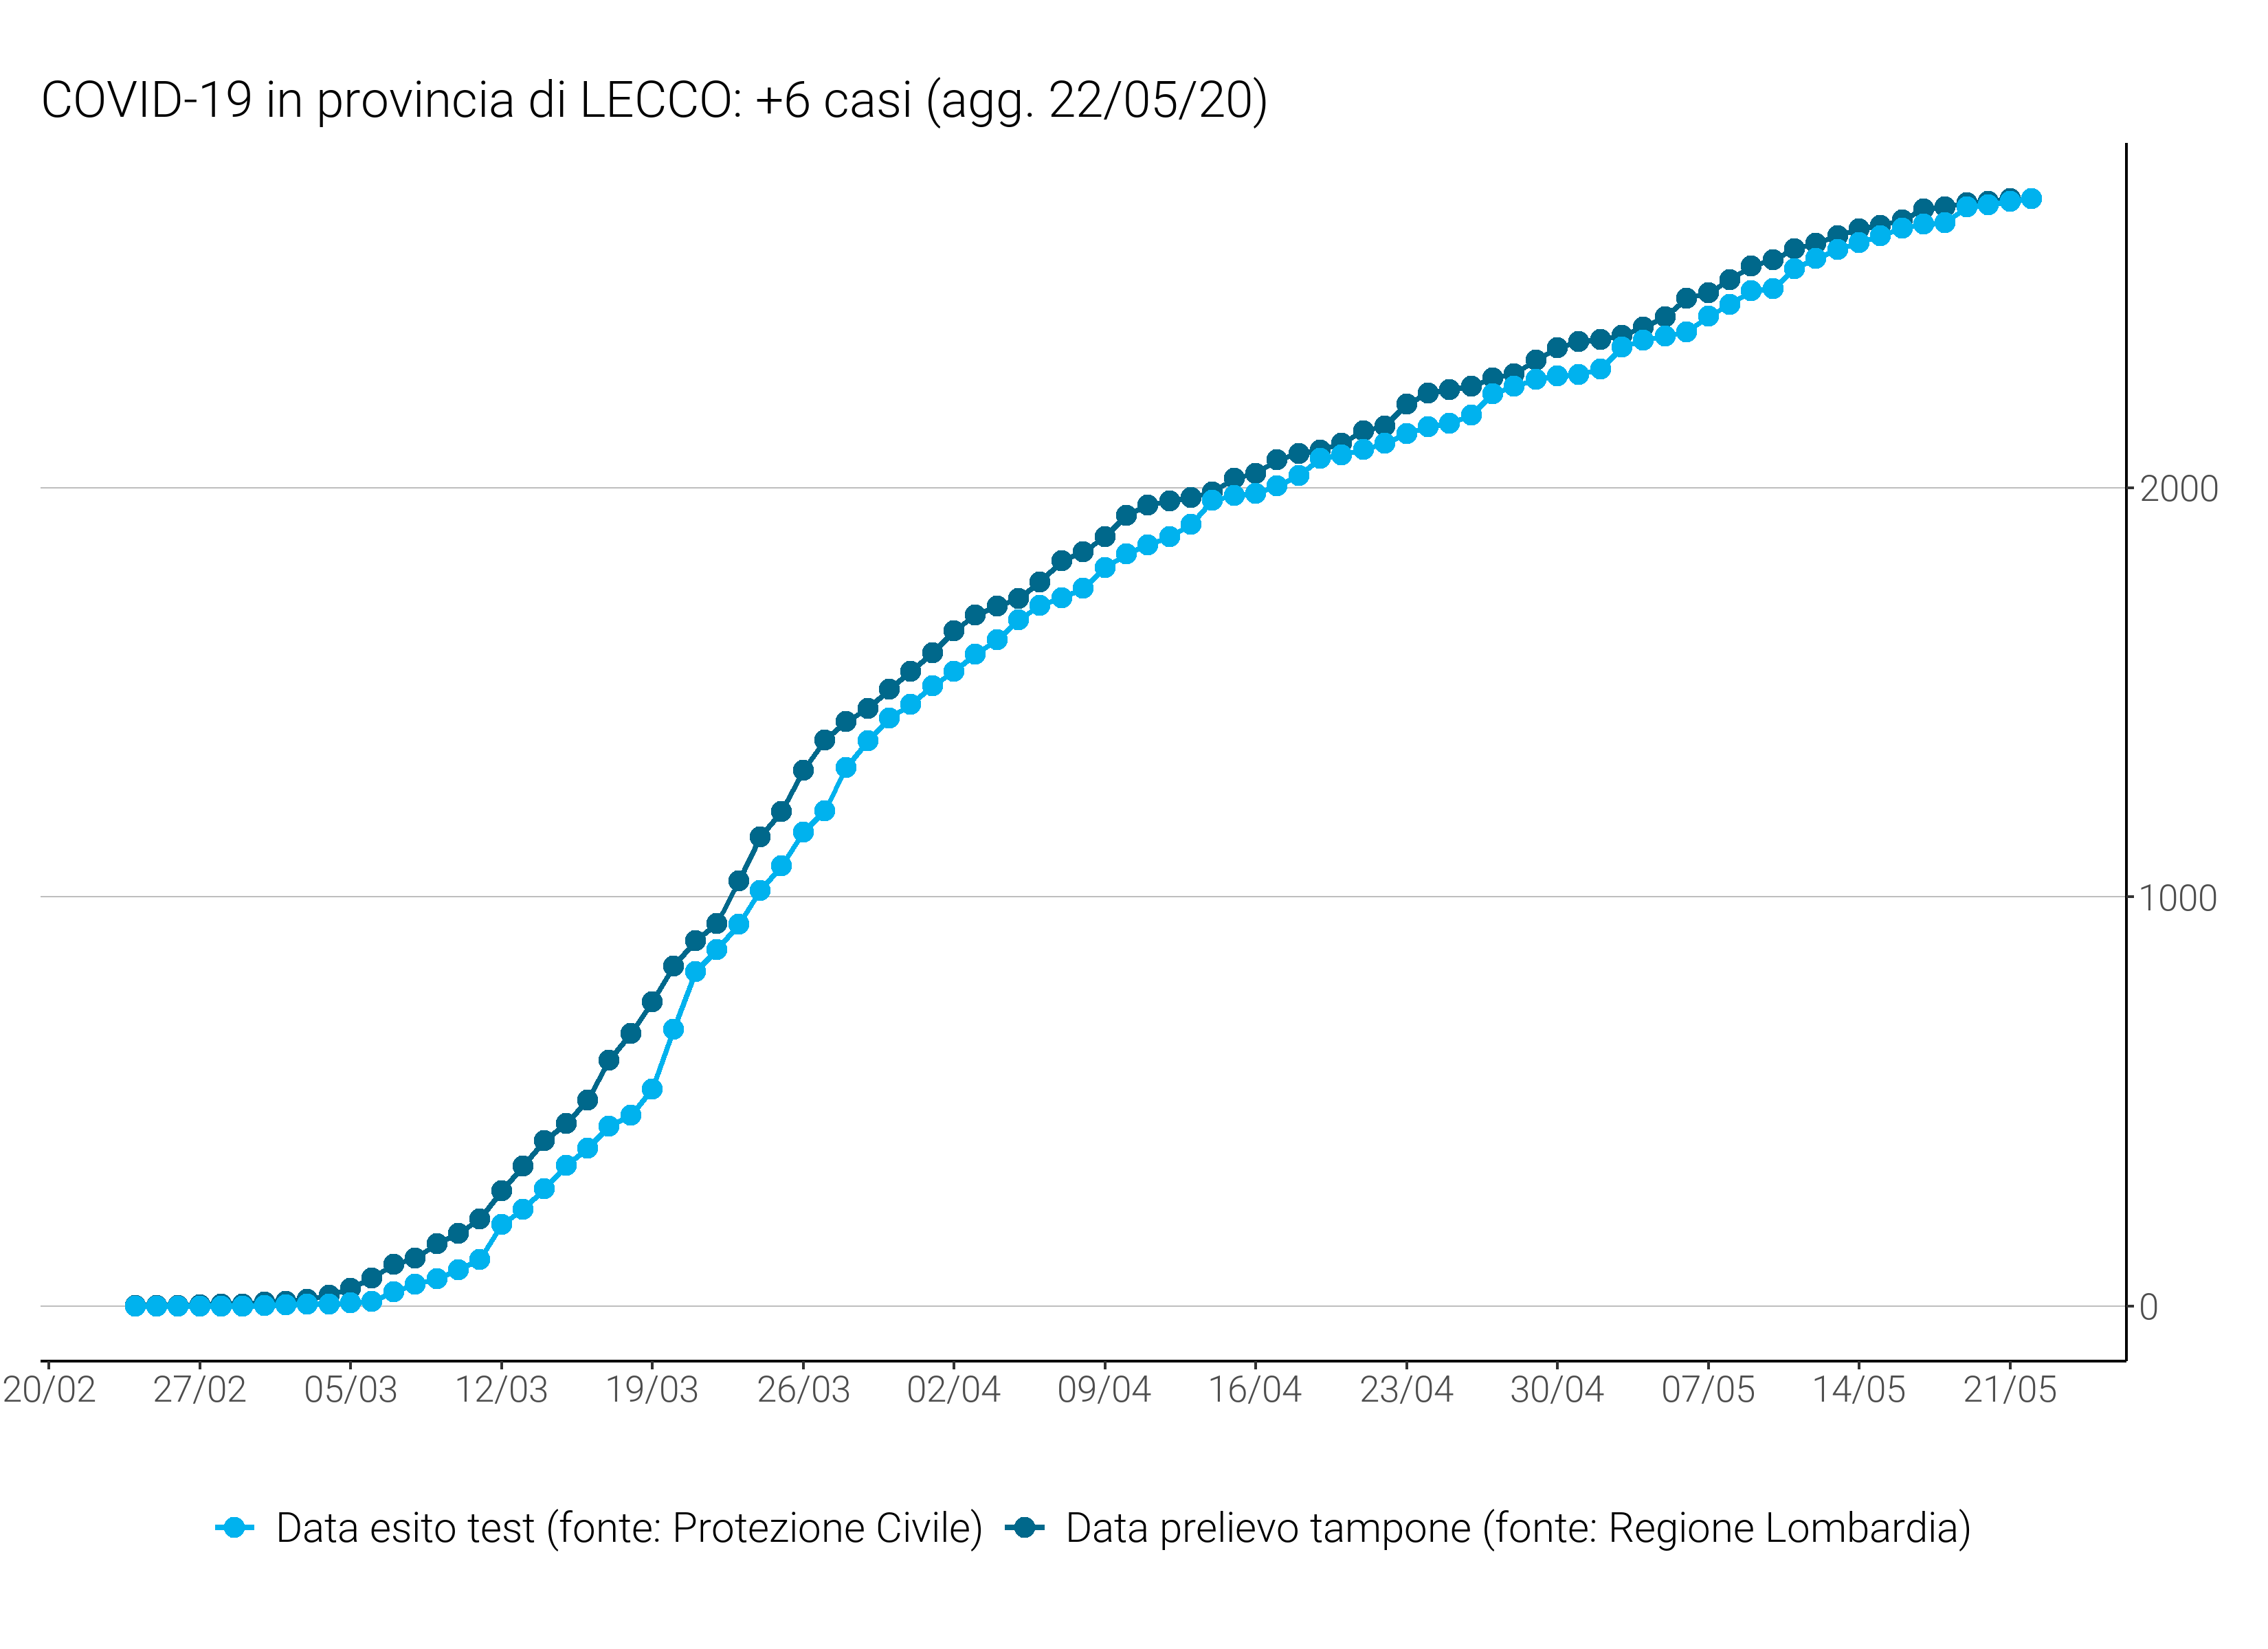 COVID-19 in provincia di LECCO: +6 casi (agg. 22/05/20)
2000
1000
0
20/02 27/02 05/03 12/03 19/03 26/03 02/04 09/04 16/04 23/04 30/04 07/05 14/05 21/05
Data esito test (fonte: Protezione Civile) Data prelievo tampone (fonte: Regione Lombardia)